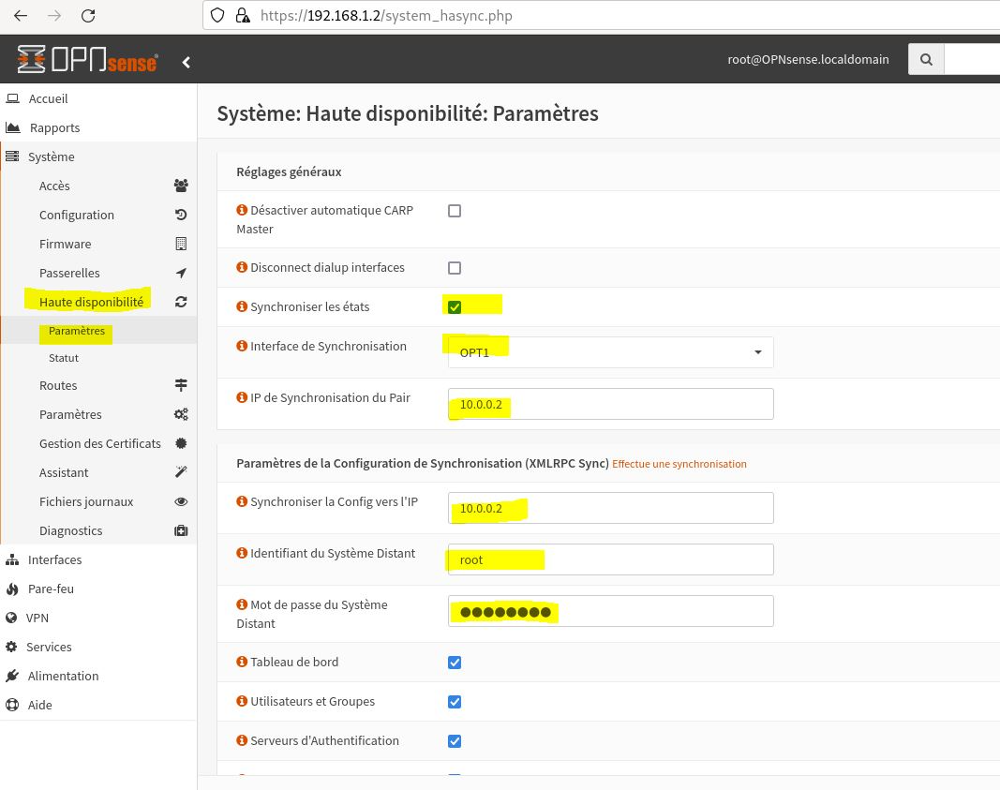 https://192.168.1.2/system_hasync.php
OPNsense®
root@OPNsense.localdomain
Accueil
Rapports
Système
Accès
Configuration
Firmware
Passerelles
Haute disponibilité
Paramètres
Statut
Routes
Paramètres
Gestion des Certificats
Assistant
Fichiers journaux
Diagnostics
Interfaces
Pare-feu
VPN
Services
Alimentation
Aide
Système: Haute disponibilité: Paramètres
Réglages généraux
Désactiver automatique CARP
Master
Disconnect dialup interfaces
Synchroniser les états
Interface de Synchronisation
OPT1
IP de Synchronisation du Pair
10.0.0.2
Paramètres de la Configuration de Synchronisation (XMLRPC Sync) Effectue une synchronisation
Synchroniser la Config vers l'IP
10.0.0.2
Identifiant du Système Distant
root
Mot de passe du Système
Distant
●●●●●●●●
Tableau de bord
Utilisateurs et Groupes
Serveurs d'Authentification